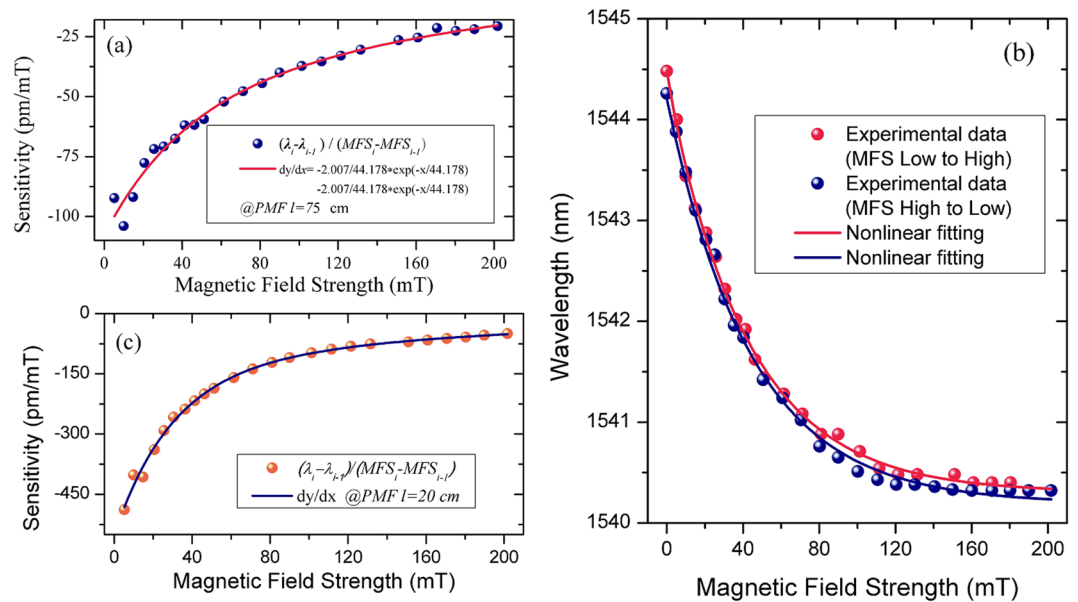 (a)
Sensitivity (pm/mT)
-25
-50
-75
-100
(λi-λi-1) / (MFSi-MFSi-1)
dy/dx= -2.007/44.178*exp(-x/44.178)
-2.007/44.178*exp(-x/44.178)
@PMF l=75 cm
0 40 80 120 160 200
Magnetic Field Strength (mT)
(c)
Sensitivity (pm/mT)
0
-150
-300
-450
(λi-λi-1)/(MFSi-MFSi-1)
dy/dx @PMF l=20 cm
0 40 80 120 160 200
Magnetic Field Strength (mT)
(b)
Wavelength (nm)
1545
1544
1543
1542
1541
1540
Experimental data
(MFS Low to High)
Experimental data
(MFS High to Low)
Nonlinear fitting
Nonlinear fitting
0 40 80 120 160 200
Magnetic Field Strength (mT)